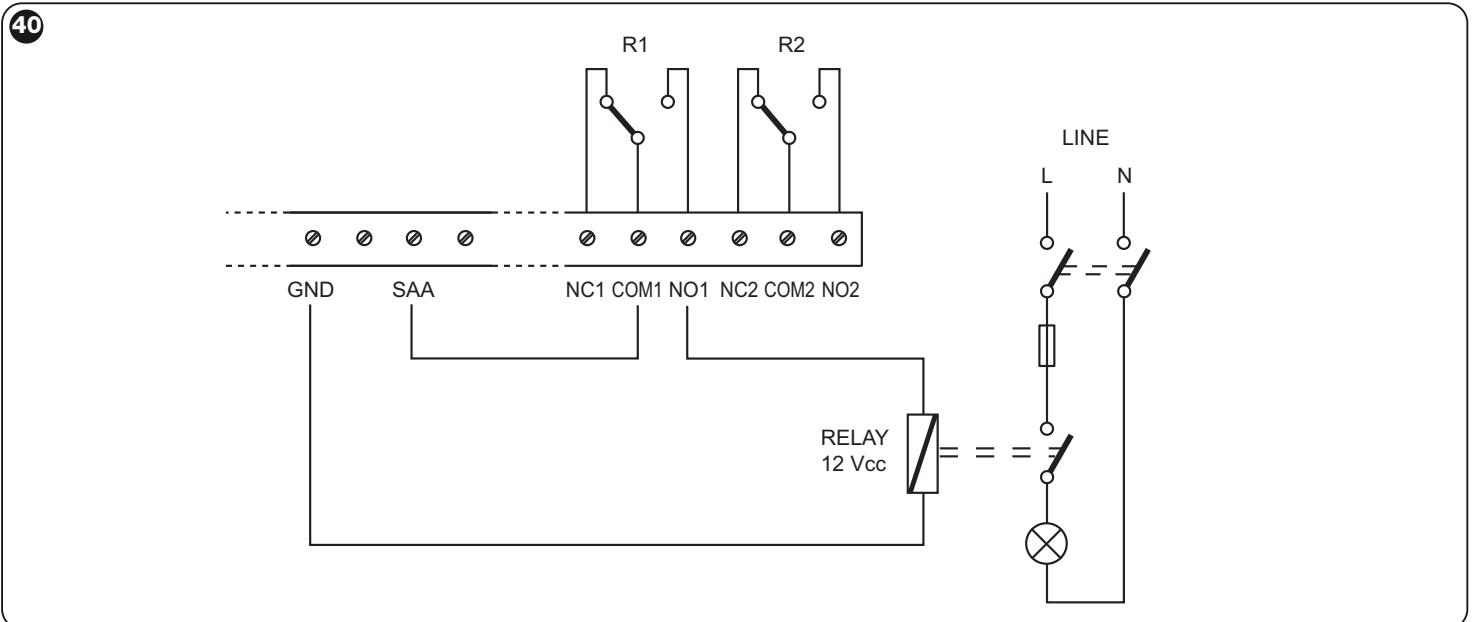 40
R1 R2
LINE
L N
GND SAA NC1 COM1 NO1 NC2 COM2 NO2
RELAY
12 Vcc